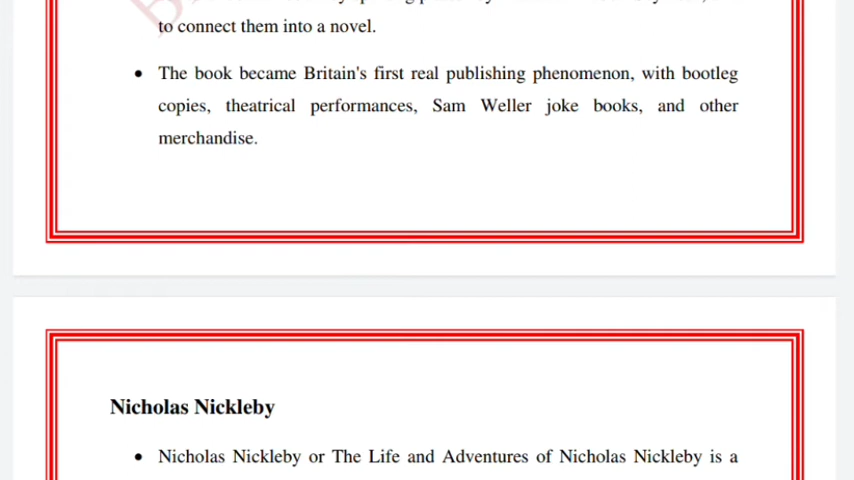 to connect them into a novel.
• The book became Britain's first real publishing phenomenon, with bootleg
copies, theatrical performances, Sam Weller joke books, and other
merchandise.
Nicholas Nickleby
• Nicholas Nickleby or The Life and Adventures of Nicholas Nickleby is a